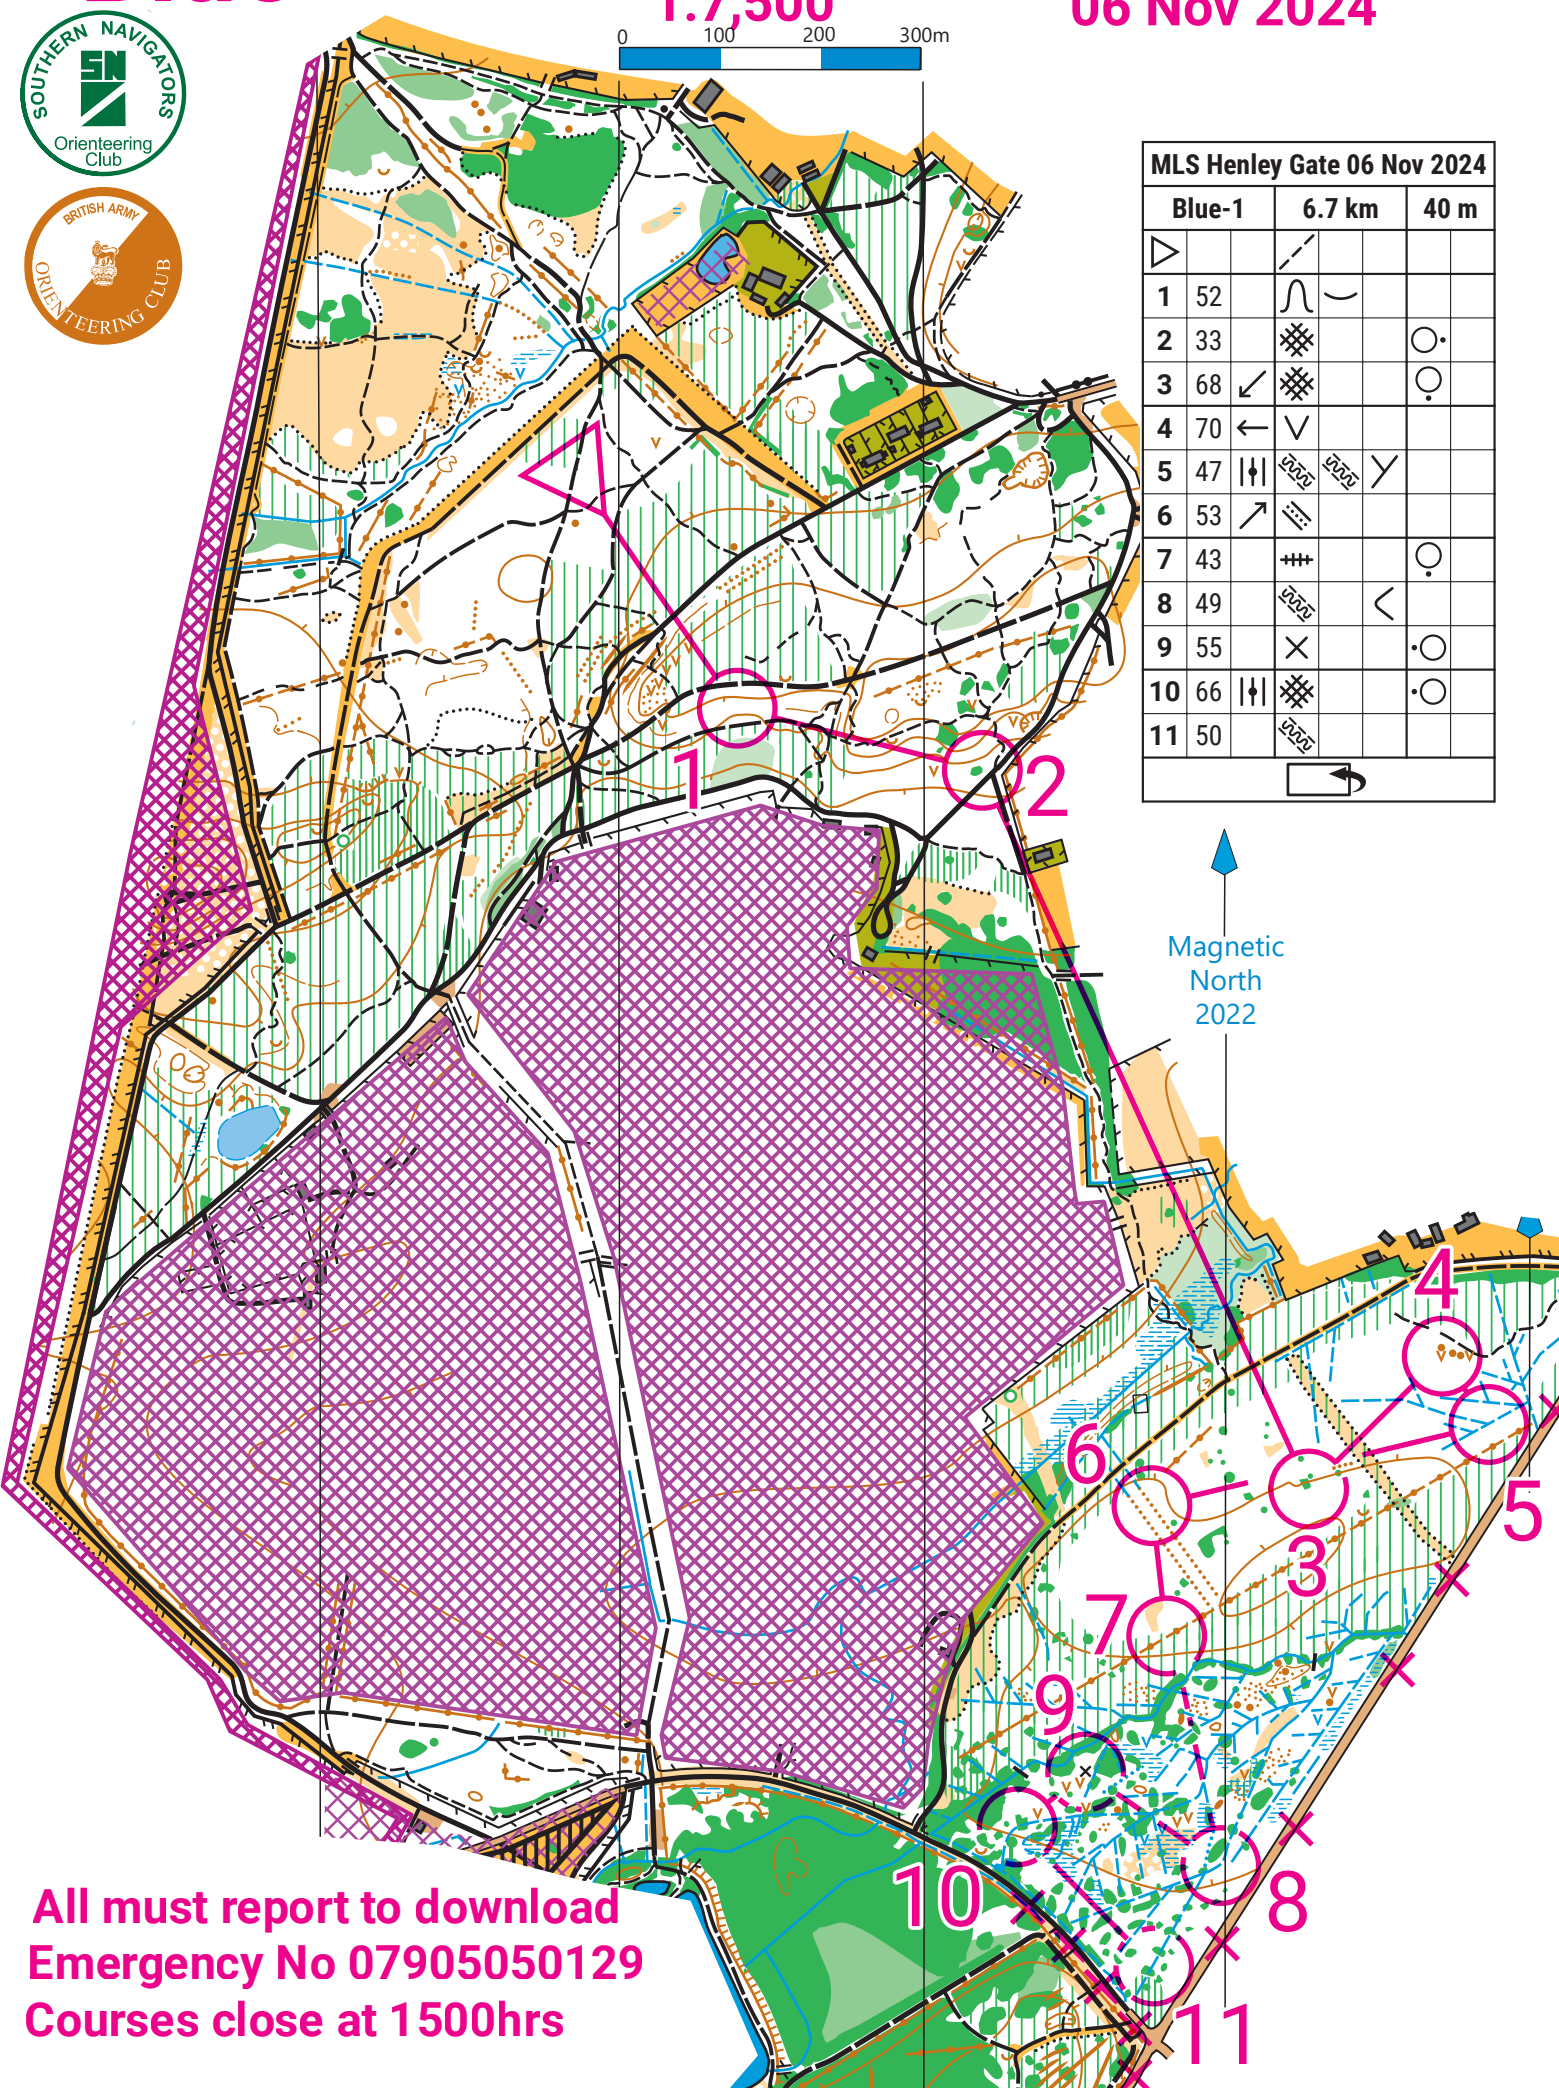 Blue
1:7,500
06 Nov 2024
SOUTHERN NAVIGATORS
SN
Orienteering
Club
BRITISH ARMY
ORIENTEERING CLUB
0 100 200 300m
MLS Henley Gate 06 Nov 2024
Blue-1 6.7 km 40 m
1 52
2 33
3 68
4 70
5 47
6 53
7 43
8 49
9 55
10 66
11 50
Magnetic
North
2022
1
2
3
4
5
6
7
8
9
10
11
All must report to download
Emergency No 07905050129
Courses close at 1500hrs